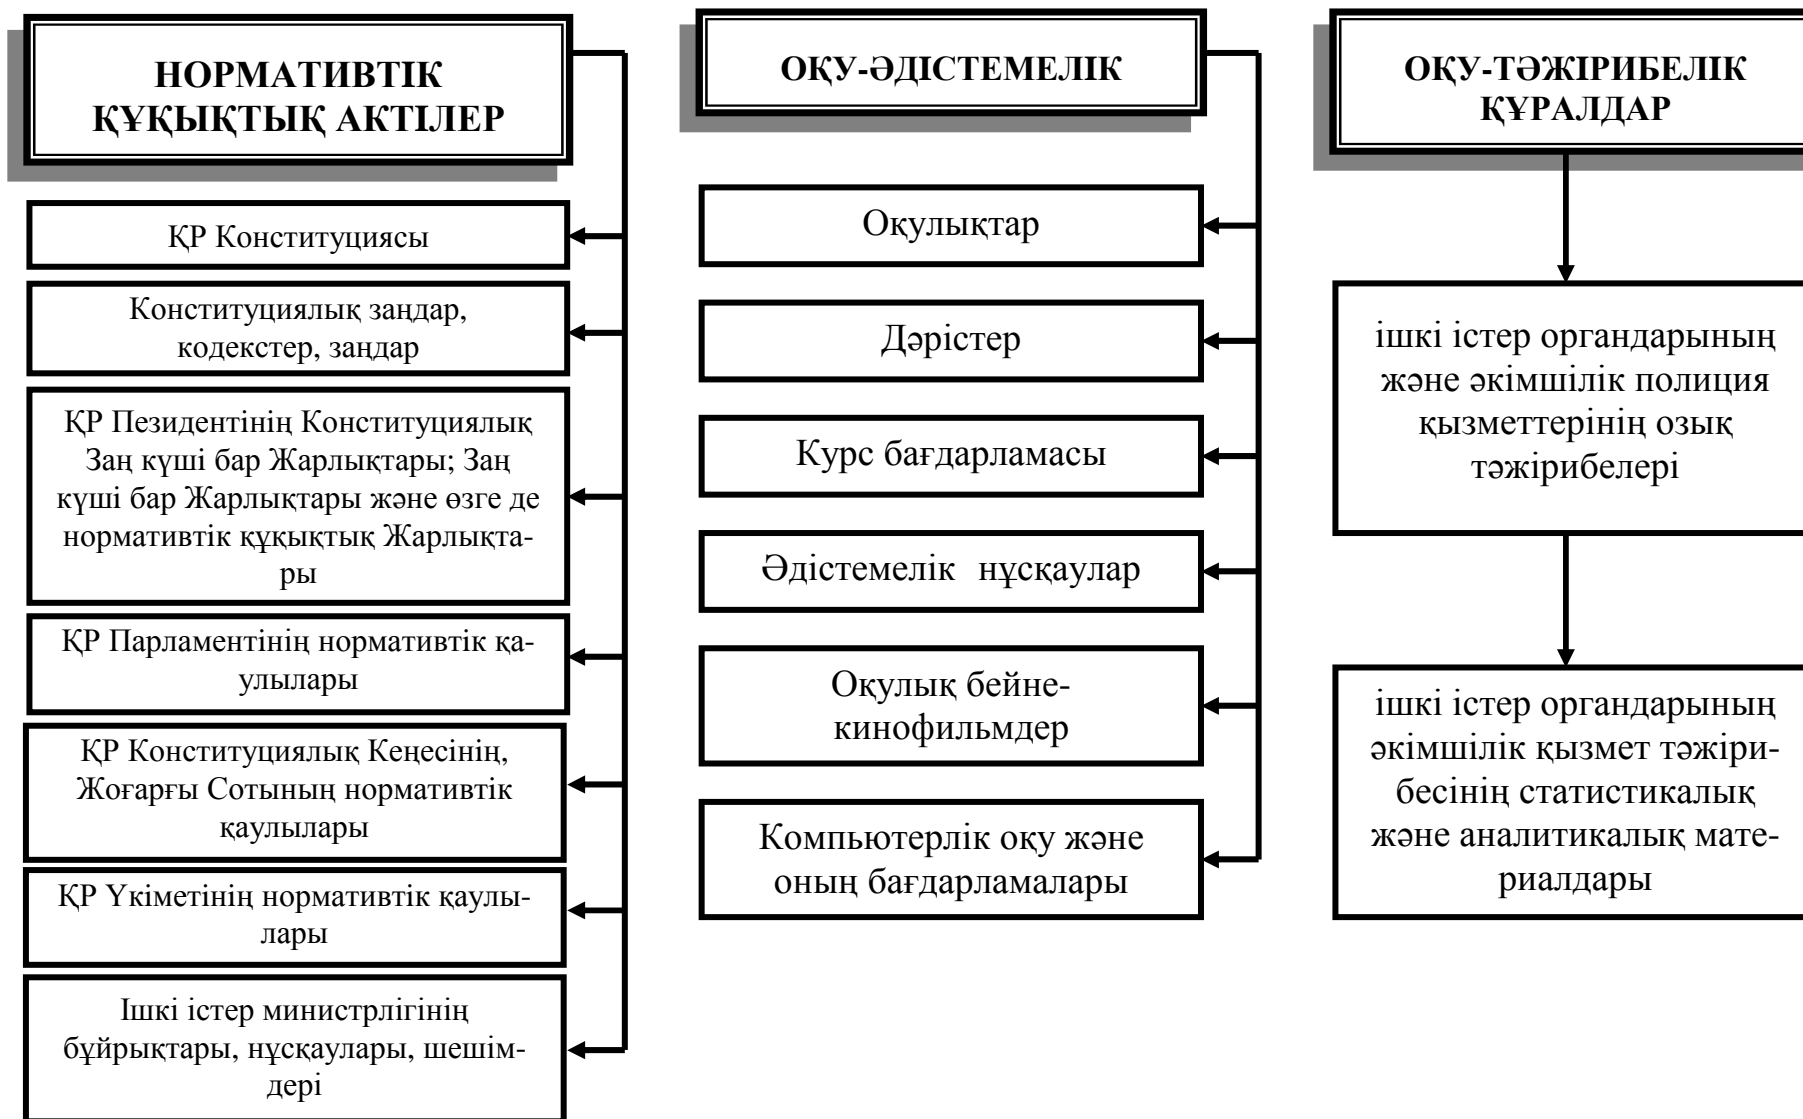 НОРМАТИВТІК
ҚҰҚЫҚТЫҚ АКТІЛЕР
ҚР Конституциясы
Конституциялық заңдар,
кодекстер, заңдар
ҚР Пезидентінің Конституциялық
Заң күші бар Жарлықтары; Заң
күші бар Жарлықтары және өзге де
нормативтік құқықтық Жарлықта-
ры
ҚР Парламентінің нормативтік қа-
улылары
ҚР Конституциялық Кеңесінің,
Жоғарғы Сотының нормативтік
қаулылары
ҚР Үкіметінің нормативтік қаулы-
лары
Ішкі істер министрлігінің
бұйрықтары, нұсқаулары, шешім-
дері
ОҚУ-ӘДІСТЕМЕЛІК
Оқулықтар
Дәрістер
Курс бағдарламасы
Әдістемелік нұсқаулар
Оқулық бейне-
кинофильмдер
Компьютерлік оқу және
оның бағдарламалары
ОҚУ-ТӘЖІРИБЕЛІК
ҚҰРАЛДАР
ішкі істер органдарының
және әкімшілік полиция
қызметтерінің озық
тәжірибелері
ішкі істер органдарының
әкімшілік қызмет тәжіри-
бесінің статистикалық
және аналитикалық мате-
риалдары